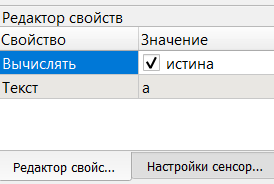 Редактор свойств
Свойство Значение
Вычислять истина
Текст a
Редактор свойс... Настройки сенсор...